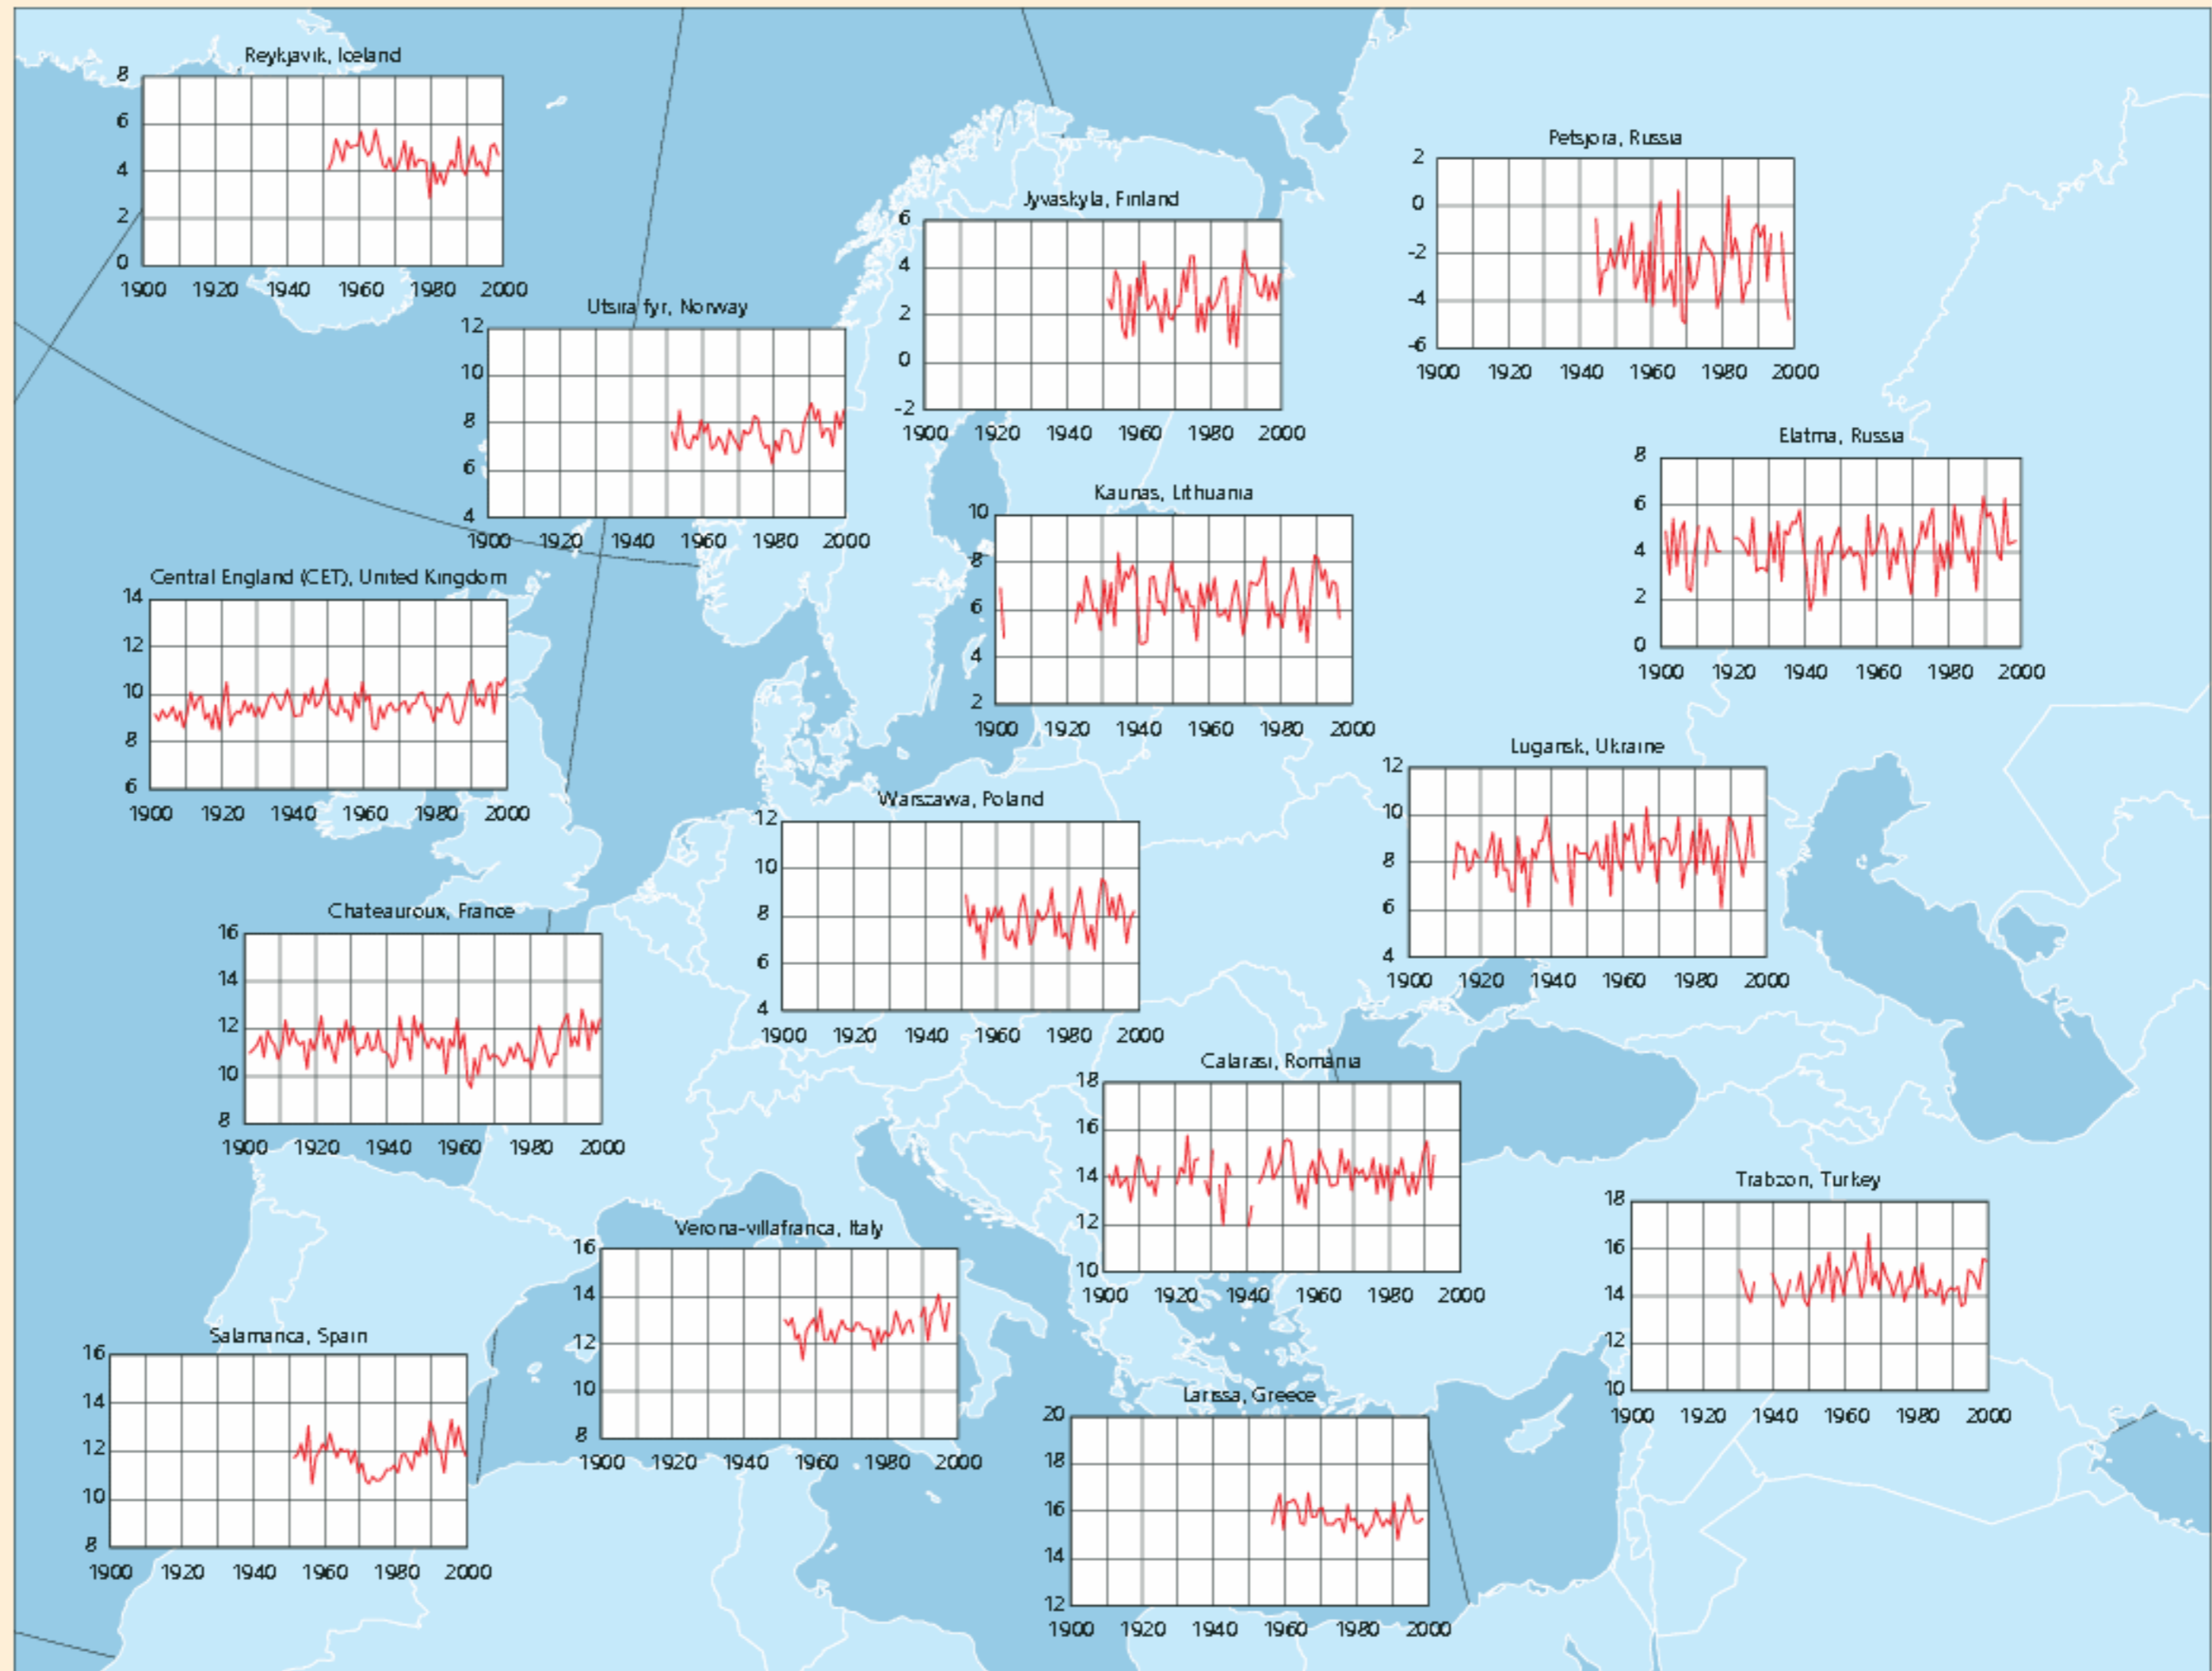 Reykjavik, Iceland
8
6
4
2
0
1900 1920 1940 1960 1980 2000
Petsjora, Russia
2
0
-2
-4
-6
1900 1920 1940 1960 1980 2000
Jyvaskyla, Finland
6
4
2
0
-2
1900 1920 1940 1960 1980 2000
Utsira fyr, Norway
12
10
8
6
4
1900 1920 1940 1960 1980 2000
Elatma, Russia
8
6
4
2
0
1900 1920 1940 1960 1980 2000
Kaunas, Lithuania
10
8
6
4
2
1900 1920 1940 1960 1980 2000
Central England (CET), United Kingdom
14
12
10
8
6
1900 1920 1940 1960 1980 2000
Lugansk, Ukraine
12
10
8
6
4
1900 1920 1940 1960 1980 2000
Warszawa, Poland
12
10
8
6
4
1900 1920 1940 1960 1980 2000
Chateauroux, France
16
14
12
10
8
1900 1920 1940 1960 1980 2000
Calarasi, Romania
18
16
14
12
10
1900 1920 1940 1960 1980 2000
Trabzon, Turkey
18
16
14
12
10
1900 1920 1940 1960 1980 2000
Verona-villafranca, Italy
16
14
12
10
8
1900 1920 1940 1960 1980 2000
Salamanca, Spain
16
14
12
10
8
1900 1920 1940 1960 1980 2000
Larissa, Greece
20
18
16
14
12
1900 1920 1940 1960 1980 2000